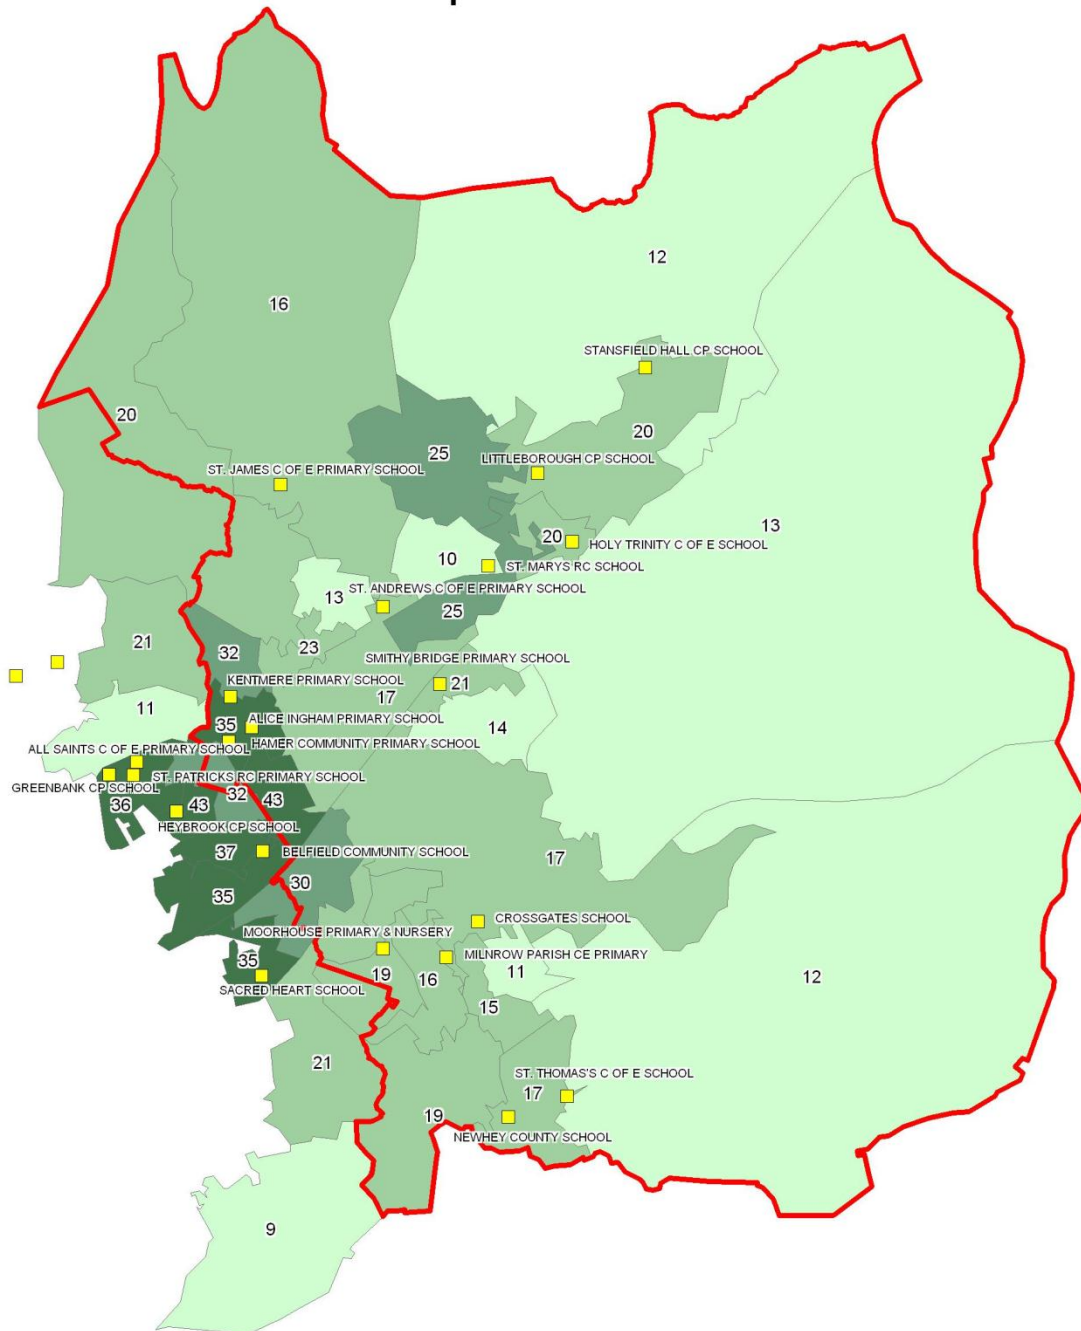 12
16
STANSFIELD HALL CP SCHOOL
20
20
25
LITTLEBOROUGH CP SCHOOL
ST. JAMES C OF E PRIMARY SCHOOL
13
20
HOLY TRINITY C OF E SCHOOL
10
ST. MARYS RC SCHOOL
ST. ANDREWS C OF E PRIMARY SCHOOL
13
25
21
23
32
SMITHY BRIDGE PRIMARY SCHOOL
KENTMERE PRIMARY SCHOOL
21
17
11
ALICE INGHAM PRIMARY SCHOOL
35
14
HAMER COMMUNITY PRIMARY SCHOOL
ALL SAINTS C OF E PRIMARY SCHOOL
ST. PATRICKS RC PRIMARY SCHOOL
GREENBANK CP SCHOOL
32
43
36
43
HEYBROOK CP SCHOOL
37
BELFIELD COMMUNITY SCHOOL
17
30
35
CROSSGATES SCHOOL
MOORHOUSE PRIMARY & NURSERY
MILNROW PARISH CE PRIMARY
35
19
16
11
12
SACRED HEART SCHOOL
15
21
ST. THOMAS'S C OF E SCHOOL
17
19
NEWHEY COUNTY SCHOOL
9